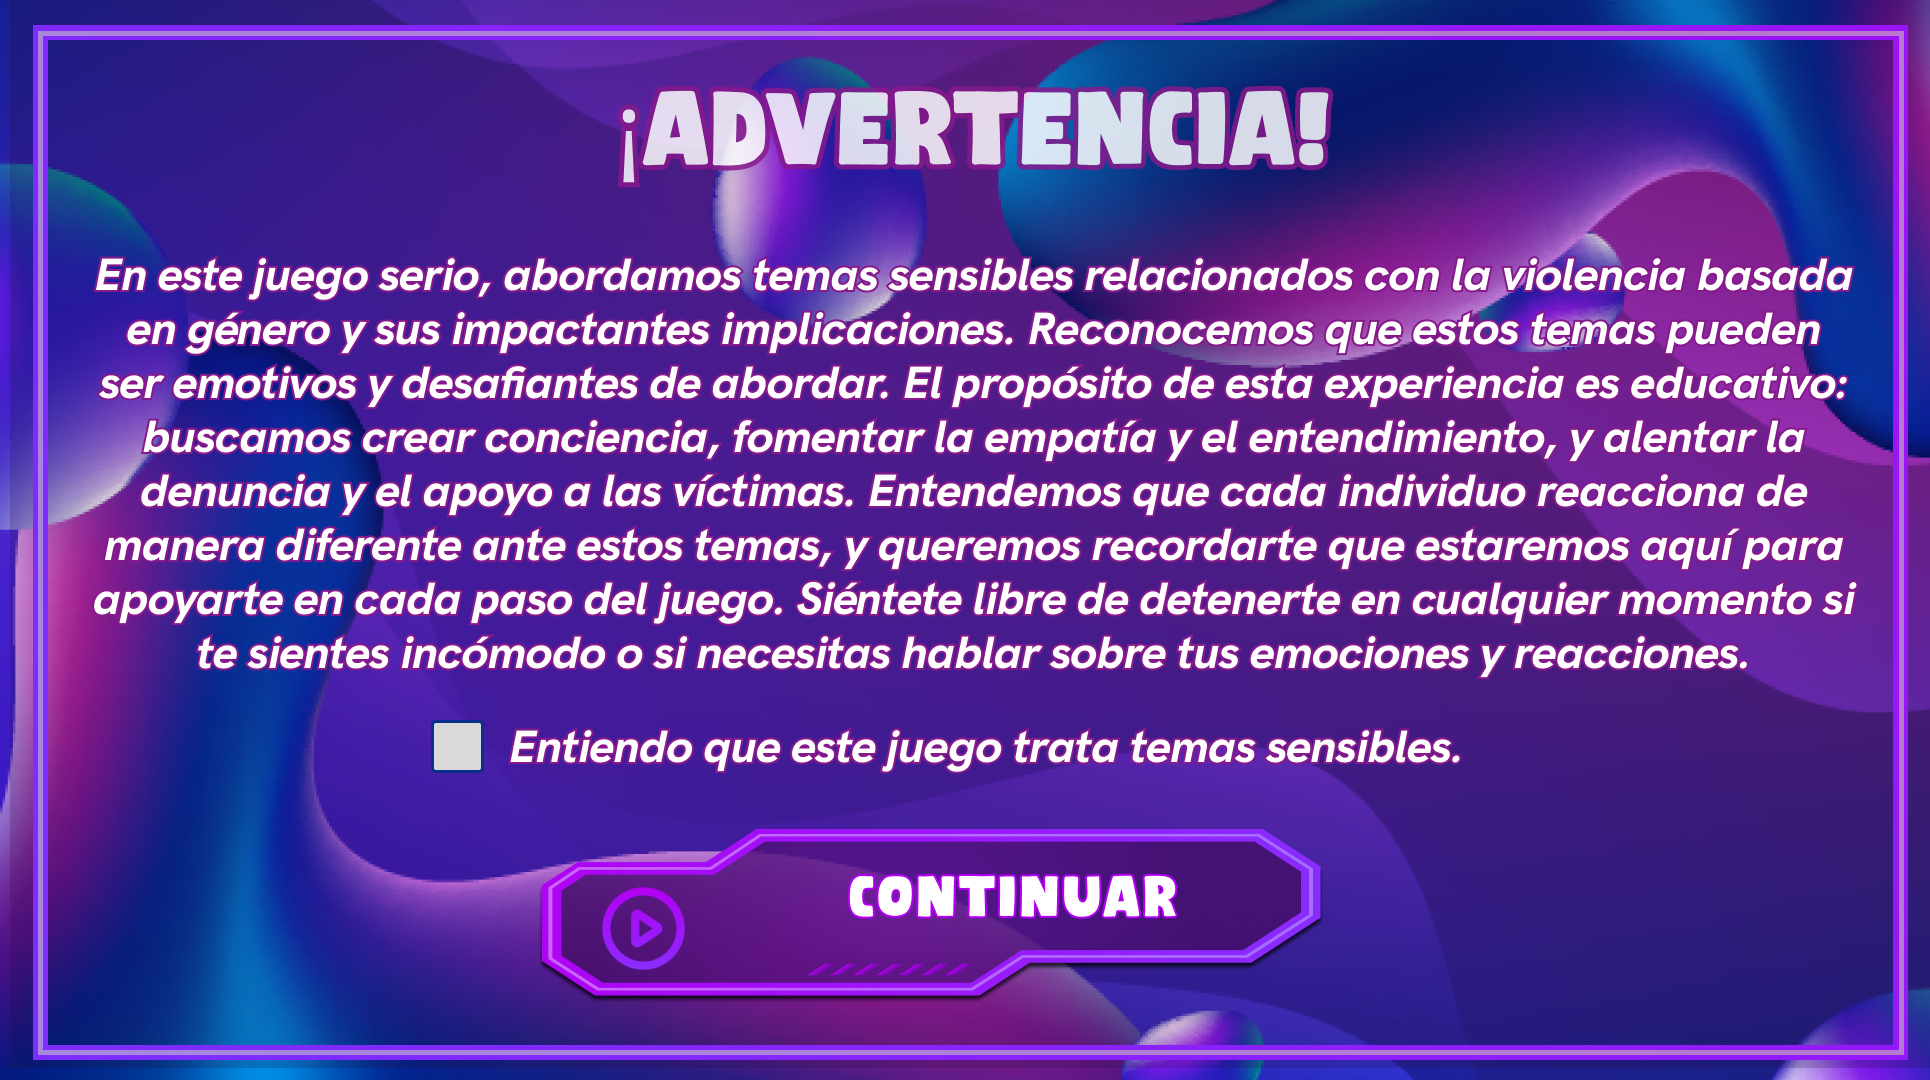 ¡ADVERTENCIA!
En este juego serio, abordamos temas sensibles relacionados con la violencia basada
en género y sus impactantes implicaciones. Reconocemos que estos temas pueden
ser emotivos y desafiantes de abordar. El propósito de esta experiencia es educativo:
buscamos crear conciencia, fomentar la empatía y el entendimiento, y alentar la
denuncia y el apoyo a las víctimas. Entendemos que cada individuo reacciona de
manera diferente ante estos temas, y queremos recordarte que estaremos aquí para
apoyarte en cada paso del juego. Siéntete libre de detenerte en cualquier momento si
te sientes incómodo o si necesitas hablar sobre tus emociones y reacciones.
Entiendo que este juego trata temas sensibles.
CONTINUAR